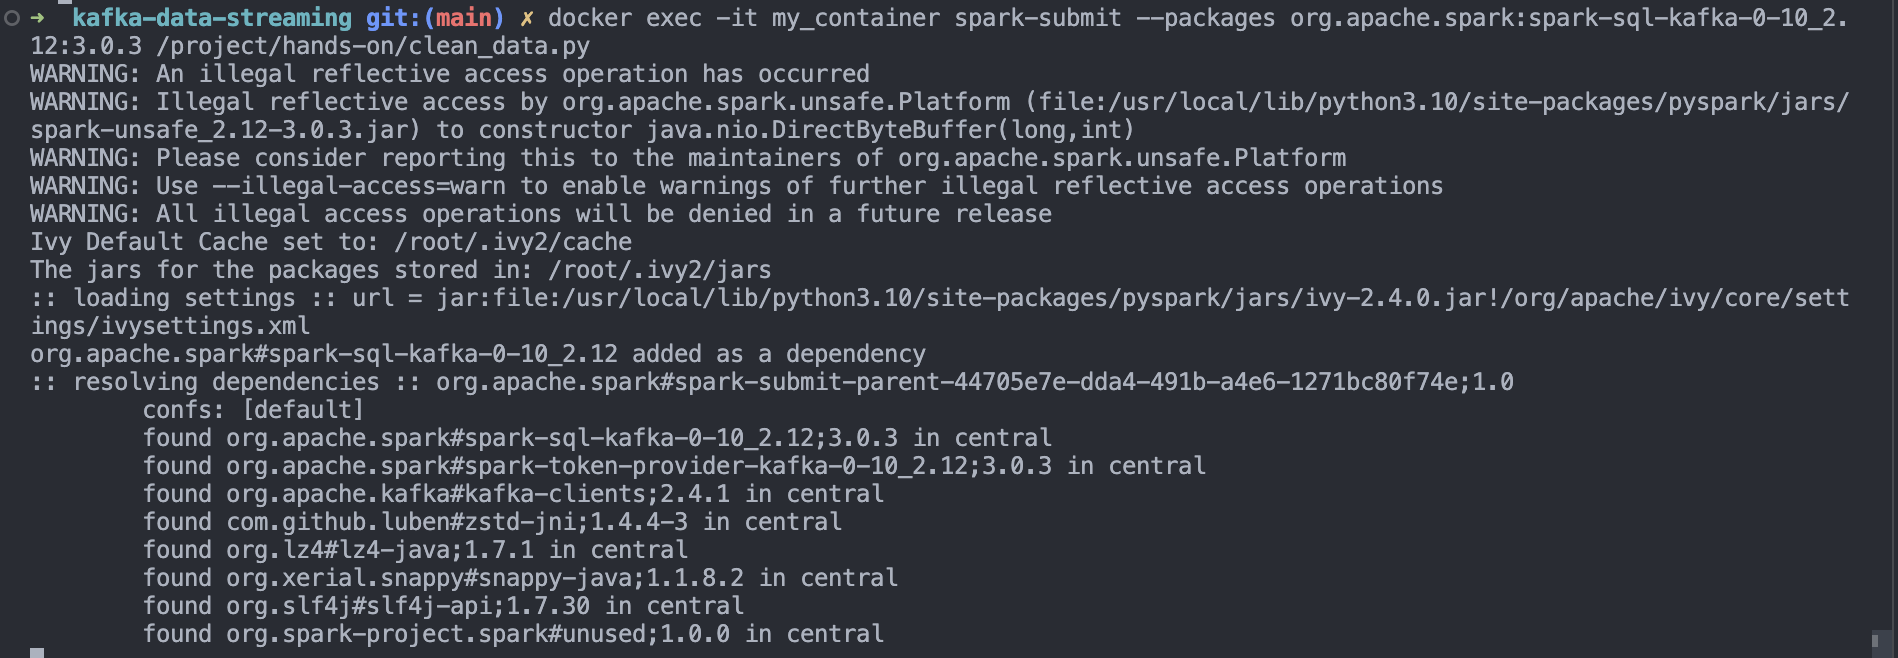 ➜ kafka-data-streaming git:(main) ✗ docker exec -it my_container spark-submit --packages org.apache.spark:spark-sql-kafka-0-10_2.
12:3.0.3 /project/hands-on/clean_data.py
WARNING: An illegal reflective access operation has occurred
WARNING: Illegal reflective access by org.apache.spark.unsafe.Platform (file:/usr/local/lib/python3.10/site-packages/pyspark/jars/
spark-unsafe_2.12-3.0.3.jar) to constructor java.nio.DirectByteBuffer(long,int)
WARNING: Please consider reporting this to the maintainers of org.apache.spark.unsafe.Platform
WARNING: Use --illegal-access=warn to enable warnings of further illegal reflective access operations
WARNING: All illegal access operations will be denied in a future release
Ivy Default Cache set to: /root/.ivy2/cache
The jars for the packages stored in: /root/.ivy2/jars
:: loading settings :: url = jar:file:/usr/local/lib/python3.10/site-packages/pyspark/jars/ivy-2.4.0.jar!/org/apache/ivy/core/sett
ings/ivysettings.xml
org.apache.spark#spark-sql-kafka-0-10_2.12 added as a dependency
:: resolving dependencies :: org.apache.spark#spark-submit-parent-44705e7e-dda4-491b-a4e6-1271bc80f74e;1.0
confs: [default]
found org.apache.spark#spark-sql-kafka-0-10_2.12;3.0.3 in central
found org.apache.spark#spark-token-provider-kafka-0-10_2.12;3.0.3 in central
found org.apache.kafka#kafka-clients;2.4.1 in central
found com.github.luben#zstd-jni;1.4.4-3 in central
found org.lz4#lz4-java;1.7.1 in central
found org.xerial.snappy#snappy-java;1.1.8.2 in central
found org.slf4j#slf4j-api;1.7.30 in central
found org.spark-project.spark#unused;1.0.0 in central